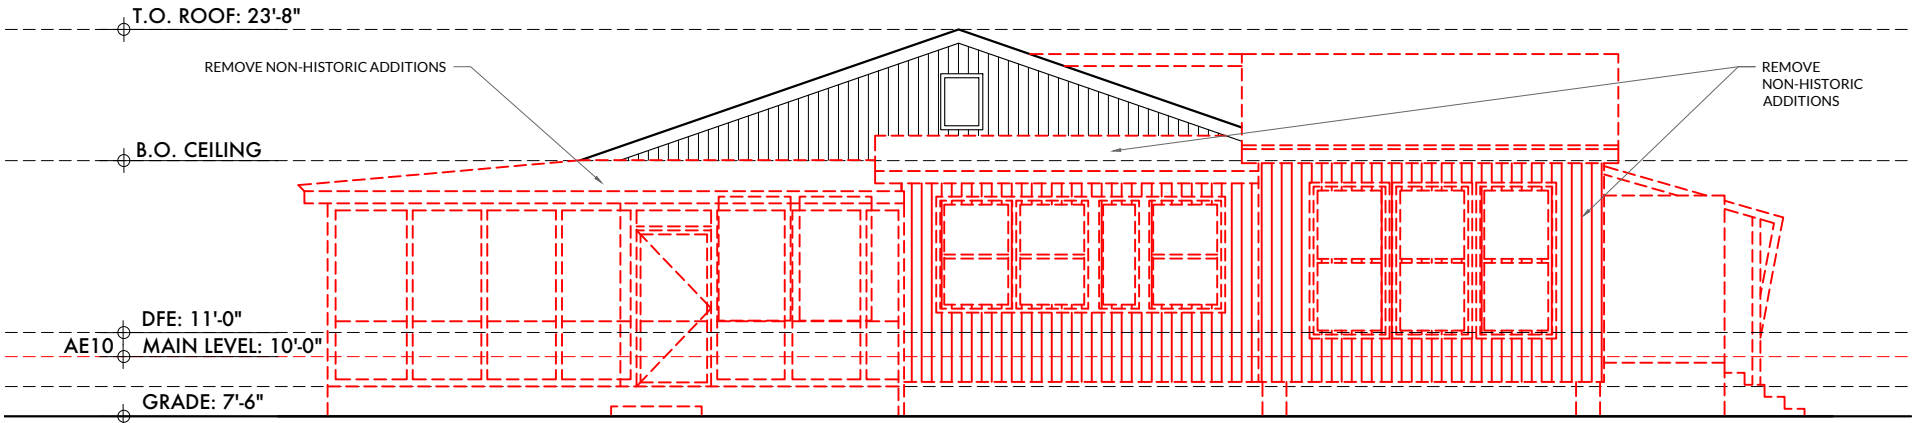 T.O. ROOF: 23'-8"
REMOVE NON-HISTORIC ADDITIONS
REMOVE
NON-HISTORIC
ADDITIONS
B.O. CEILING
DFE: 11'-0"
AE10 MAIN LEVEL: 10'-0"
GRADE: 7'-6"